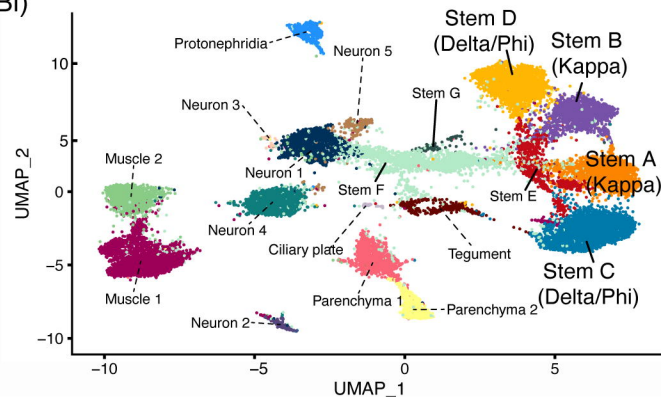 Bi)
Stem D
(Delta/Phi)
Stem B
(Kappa)
Protonephridia
Neuron 5
Neuron 3
Stem G
Muscle 2
Neuron 1
Stem F
Stem E
Stem A
(Kappa)
Neuron 4
Ciliary plate
Tegument
Stem C
(Delta/Phi)
Muscle 1
Parenchyma 1
Parenchyma 2
Neuron 2
UMAP_2
10
5
0
−5
−10
−10
−5
0
5
UMAP_1